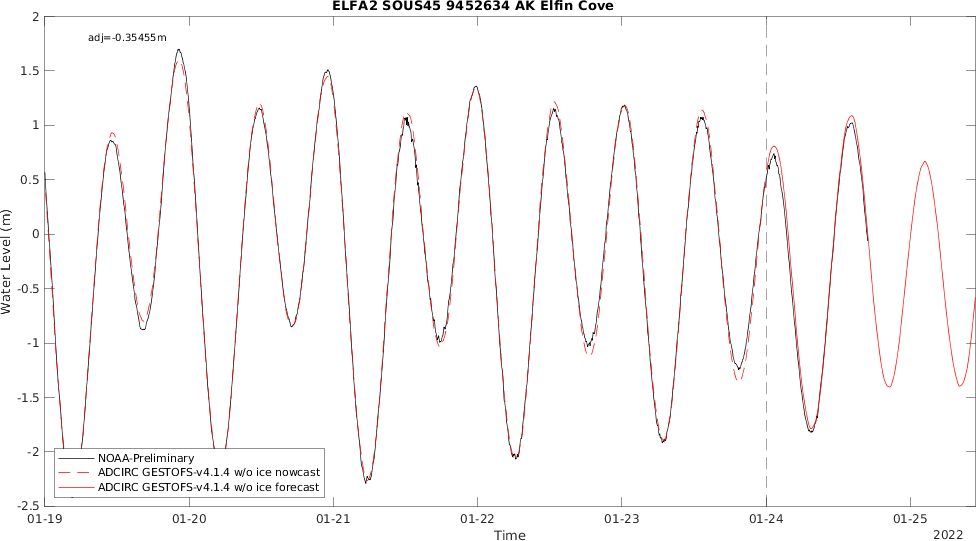 ELFA2 SOUS45 9452634 AK Elfin Cove
adj=-0.35455m
2
1.5
1
0.5
0
-0.5
-1
-1.5
-2
-2.5
Water Level (m)
NOAA-Preliminary
ADCIRC GESTOFS-v4.1.4 w/o ice nowcast
ADCIRC GESTOFS-v4.1.4 w/o ice forecast
01-19 01-20 01-21 01-22 01-23 01-24 01-25
Time
2022